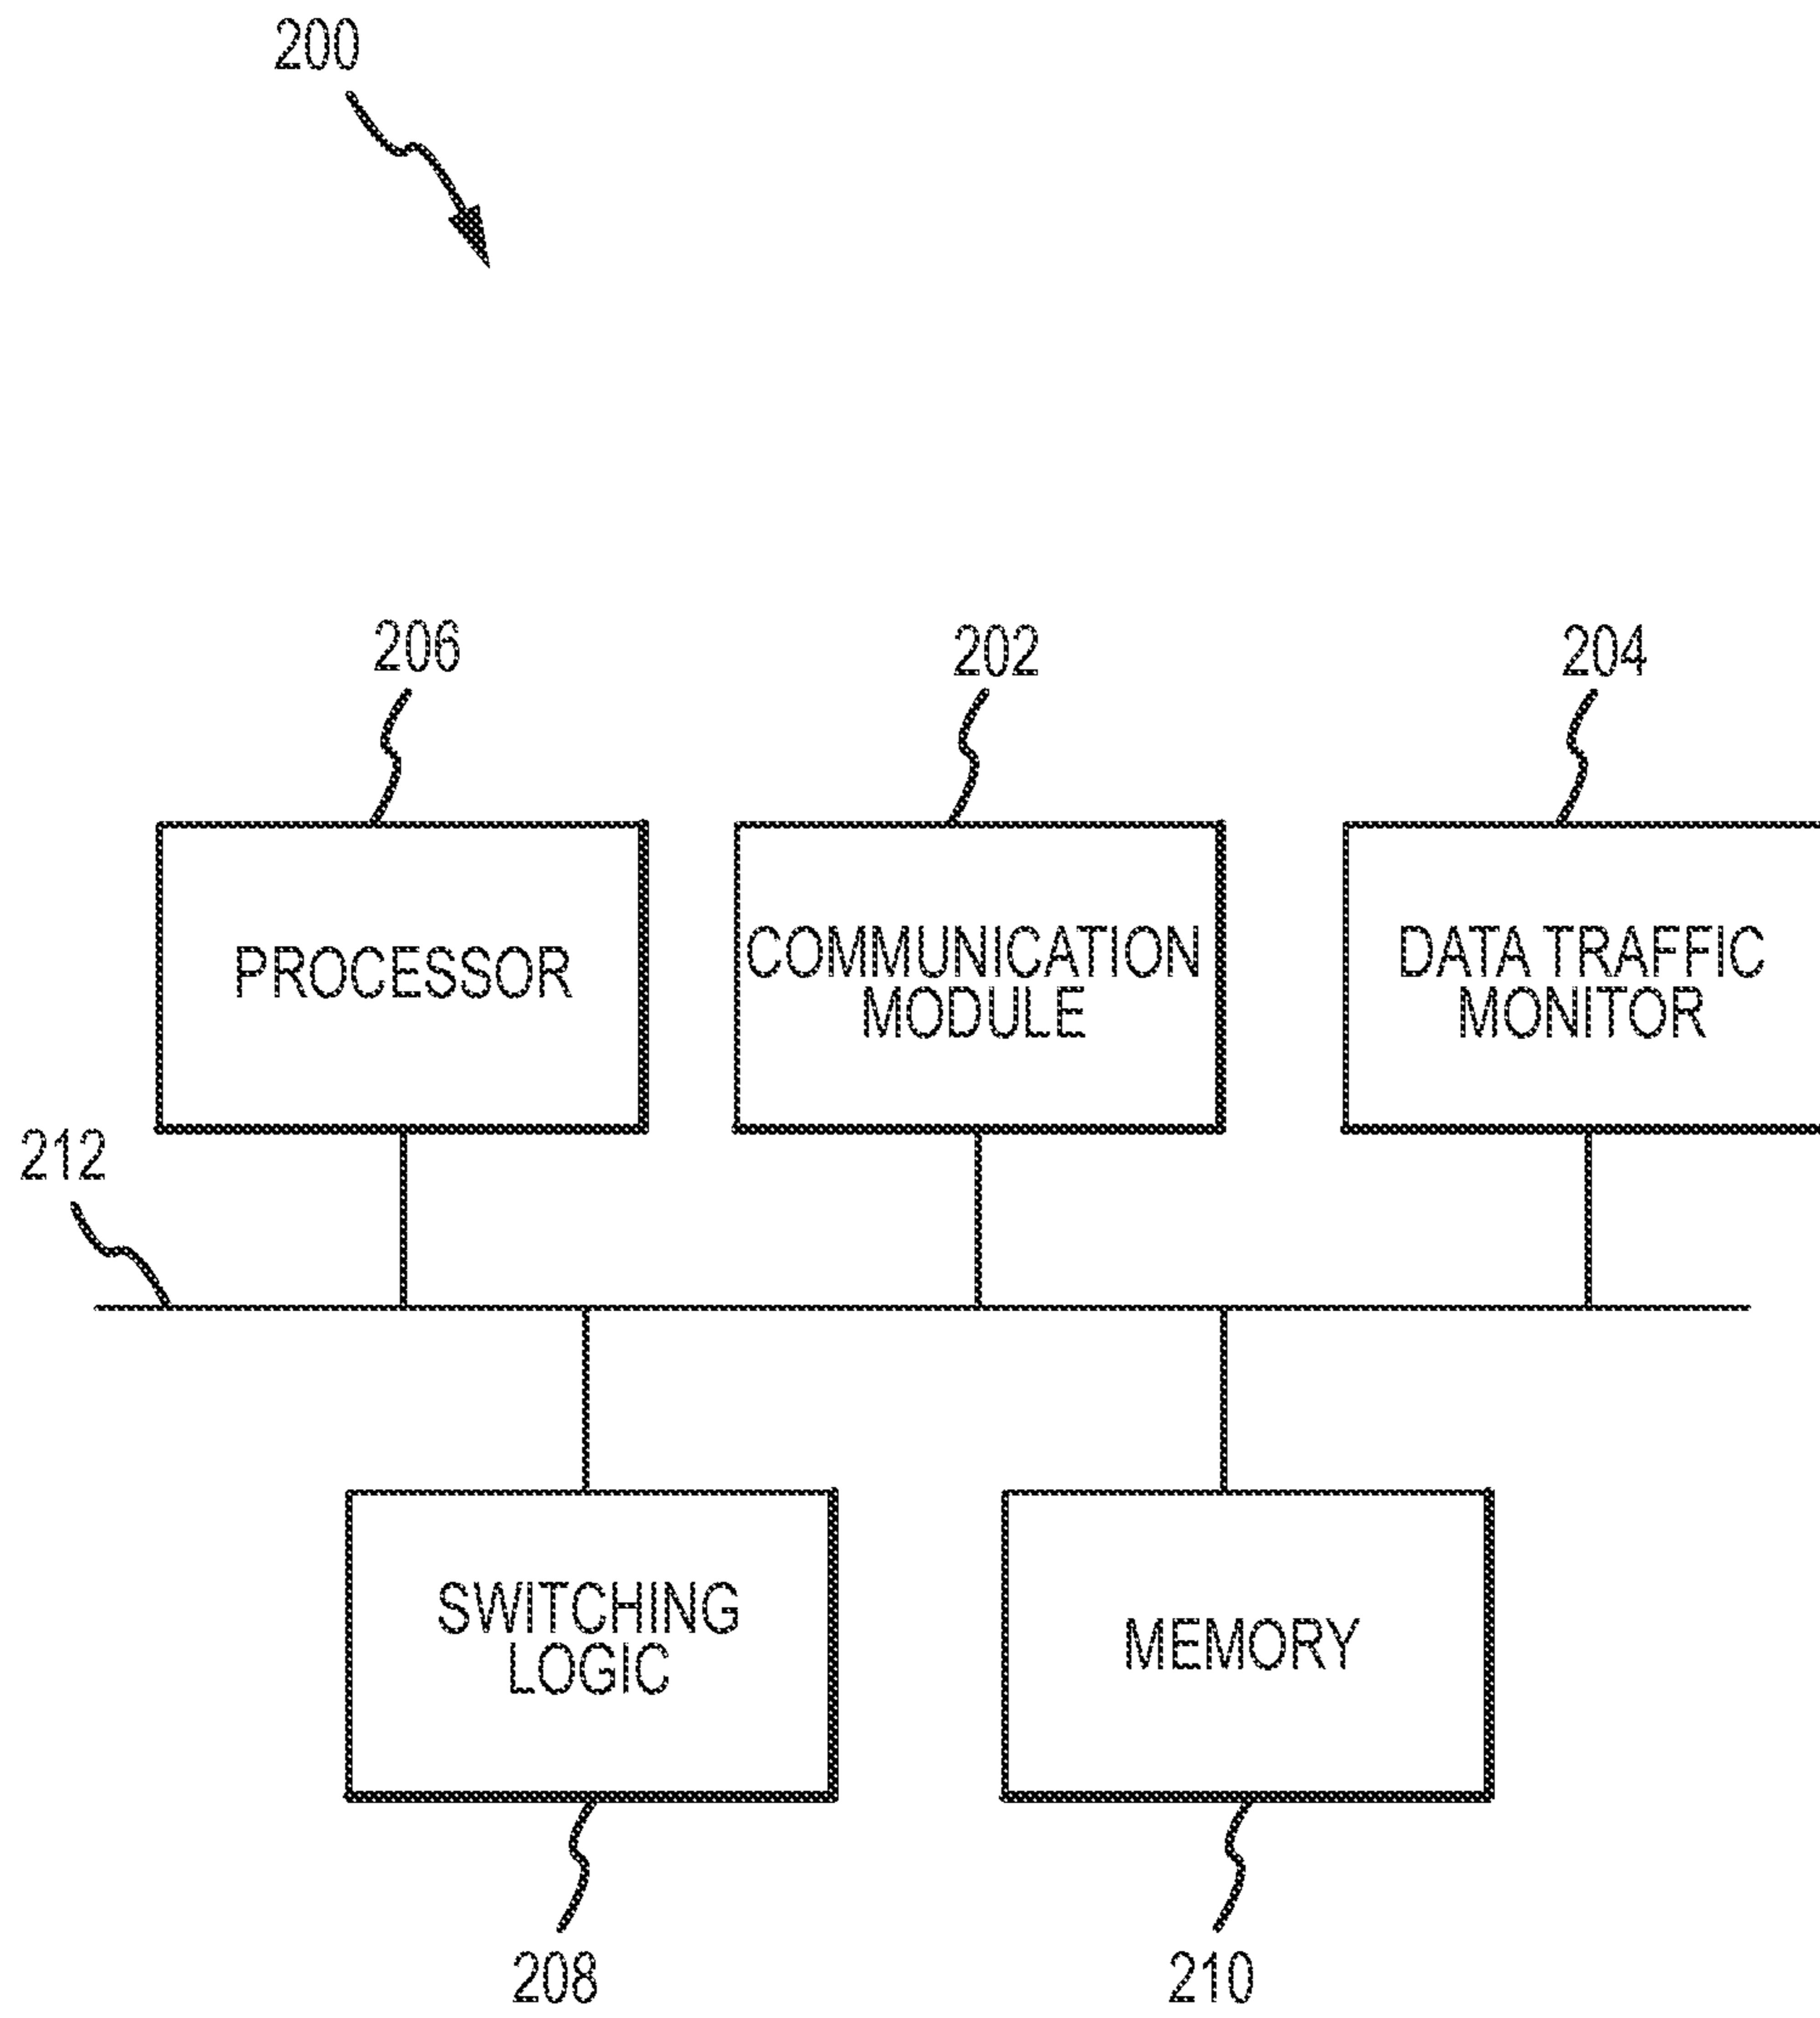 200
206
202
204
PROCESSOR
COMMUNICATION
MODULE
DATA TRAFFIC
MONITOR
212
SWITCHING
LOGIC
MEMORY
208
210